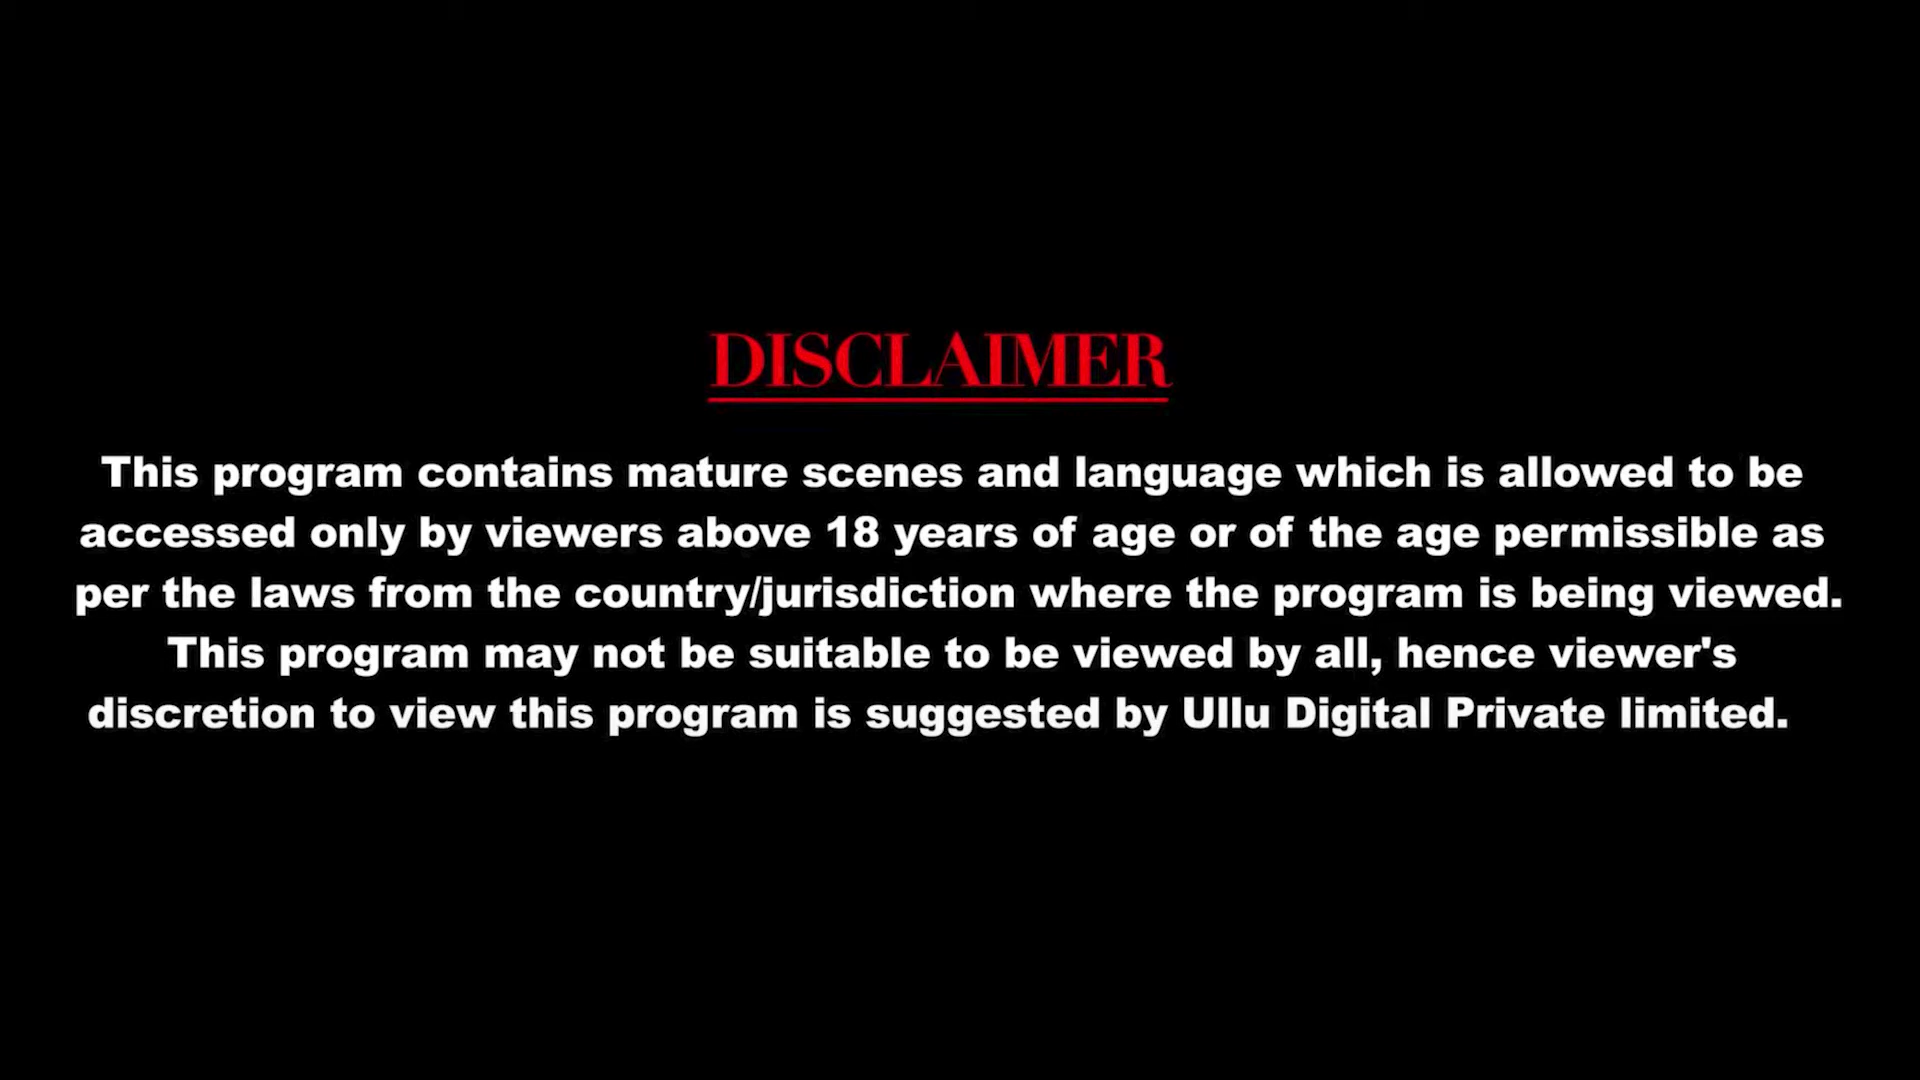 DISCLAIMER
This program contains mature scenes and language which is allowed to be
accessed only by viewers above 18 years of age or of the age permissible as
per the laws from the country/jurisdiction where the program is being viewed.
This program may not be suitable to be viewed by all, hence viewer's
discretion to view this program is suggested by Ullu Digital Private limited.